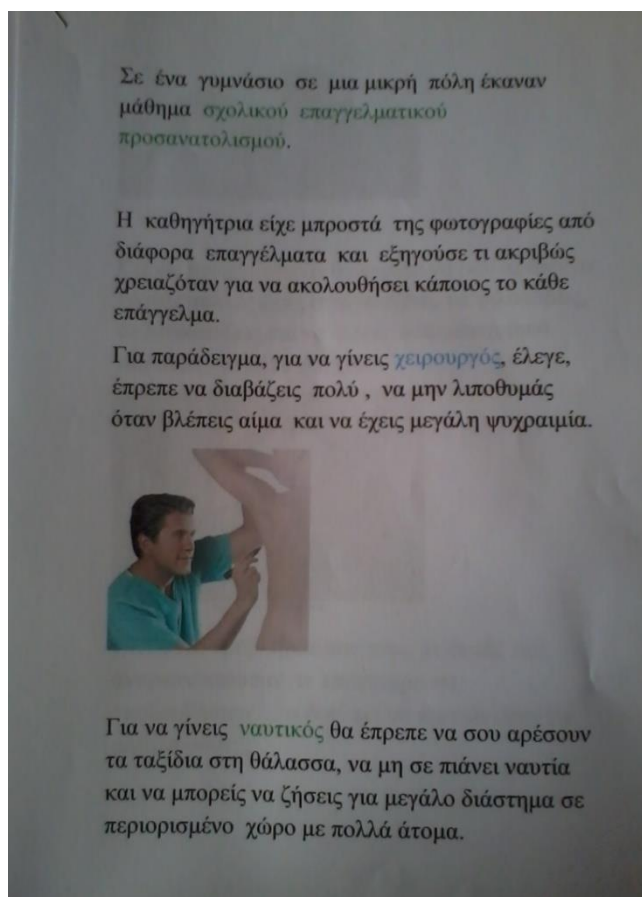 Σε ένα γυμνάσιο σε μια μικρή πόλη έκαναν
μάθημα σχολικού επαγγελματικού
προσανατολισμού.
Η καθηγήτρια είχε μπροστά της φωτογραφίες από
διάφορα επαγγέλματα και εξηγούσε τι ακριβώς
χρειαζόταν για να ακολουθήσει κάποιος το κάθε
επάγγελμα.
Για παράδειγμα, για να γίνεις χειρουργός, έλεγε,
έπρεπε να διαβάζεις πολύ , να μην λιποθυμάς
όταν βλέπεις αίμα και να έχεις μεγάλη ψυχραιμία.
Για να γίνεις ναυτικός θα έπρεπε να σου αρέσουν
τα ταξίδια στη θάλασσα, να μη σε πιάνει ναυτία
και να μπορείς να ζήσεις για μεγάλο διάστημα σε
περιορισμένο χώρο με πολλά άτομα.